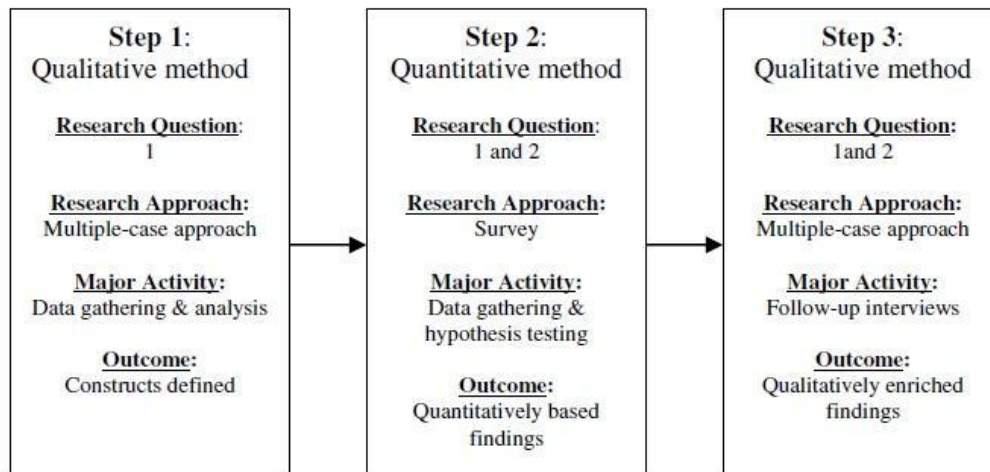 Step 1:
Qualitative method
Research Question:
1
Research Approach:
Multiple-case approach
Major Activity:
Data gathering & analysis
Outcome:
Constructs defined
Step 2:
Quantitative method
Research Question:
1 and 2
Research Approach:
Survey
Major Activity:
Data gathering &
hypothesis testing
Outcome:
Quantitatively based
findings
Step 3:
Qualitative method
Research Question:
1and 2
Research Approach:
Multiple-case approach
Major Activity:
Follow-up interviews
Outcome:
Qualitatively enriched
findings